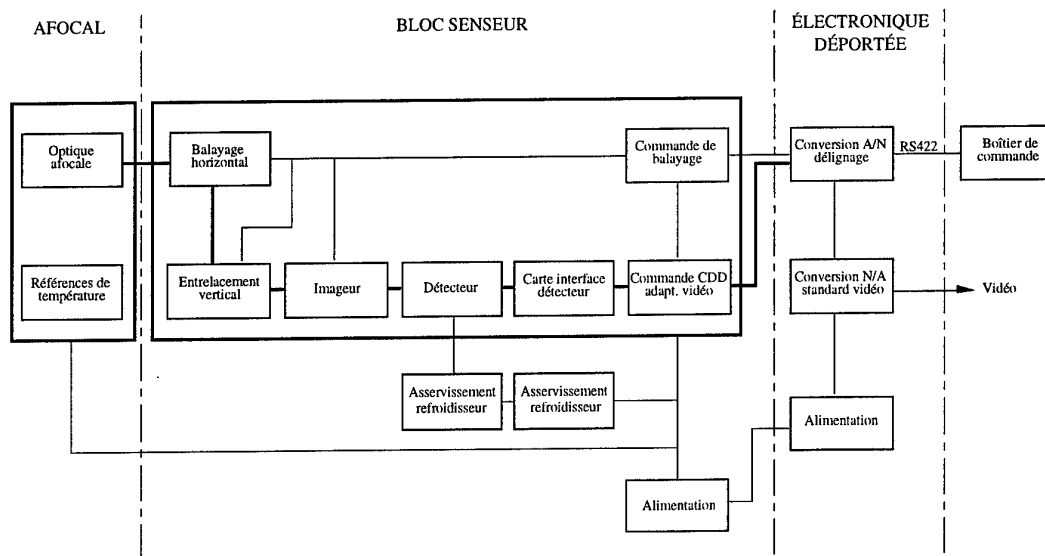 AFOCAL
BLOC SENSEUR
ÉLECTRONIQUE
DÉPORTÉE
Optique
afocale
Balayage
horizontal
Commande de
balayage
Conversion A/N
délignage
RS422
Boîtier de
commande
Références de
température
Entrelacement
vertical
Imageur
Détecteur
Carte interface
détecteur
Commande CDD
adapt. vidéo
Conversion N/A
standard vidéo
Vidéo
Asservissement
refroidisseur
Asservissement
refroidisseur
Alimentation
Alimentation